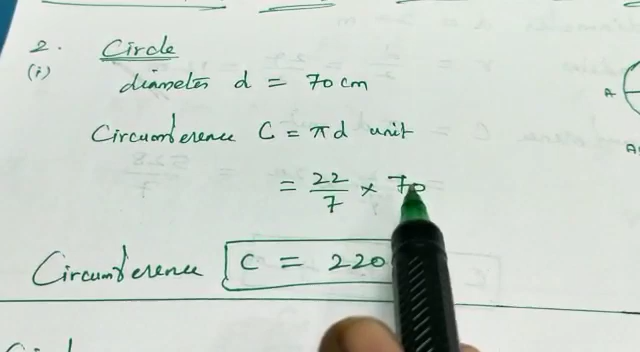 2. Circle
(i) diameter d = 70 cm
Circumference C = πd unit
= 22/7 × 70
Circumference C = 220
A
A